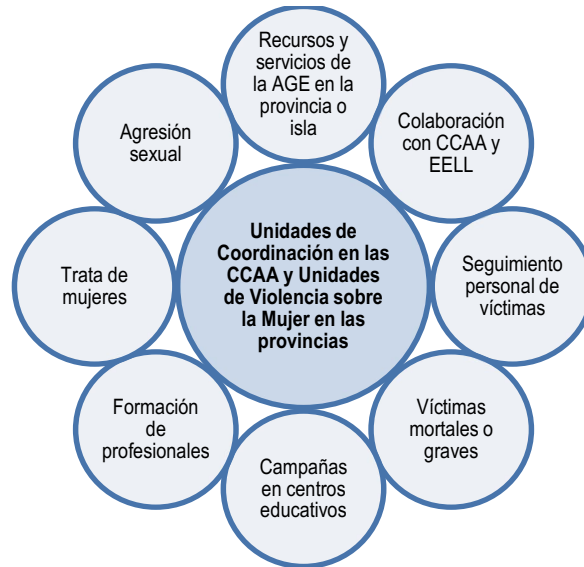 Recursos y
servicios de
la AGE en la
provincia o
isla
Colaboración
con CCAA y
EELL
Seguimiento
personal de
víctimas
Víctimas
mortales o
graves
Campañas
en centros
educativos
Formación
de
profesionales
Trata de
mujeres
Agresión
sexual
Unidades de
Coordinación en las
CCAA y Unidades
de Violencia sobre
la Mujer en las
provincias